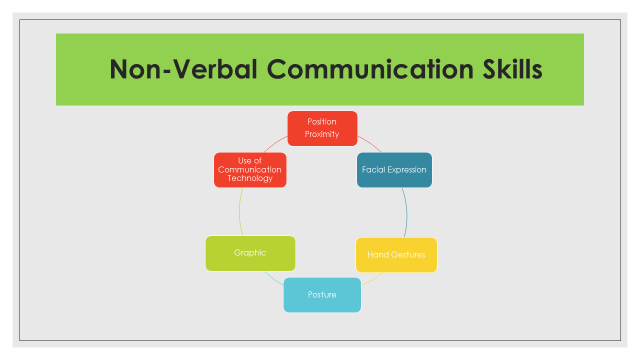 Non-Verbal Communication Skills
Position
Proximity
Facial Expression
Hand Gestures
Posture
Graphic
Use of
Communication
Technology